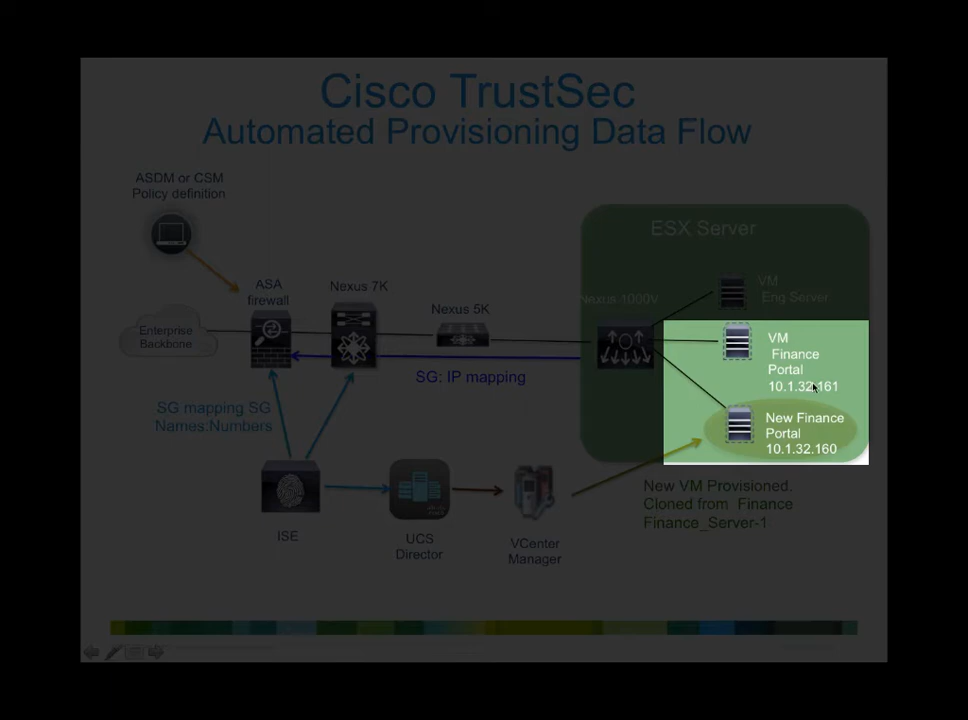 Cisco TrustSec
Automated Provisioning Data Flow
ASDM or CSM
Policy definition
ESX Server
ASA
firewall
Nexus 7K
Nexus 5K
Nexus 1000V
VM
Eng Server
Enterprise
Backbone
VM
Finance
Portal
10.1.32.161
SG: IP mapping
SG mapping SG
Names:Numbers
New Finance
Portal
10.1.32.160
New VM Provisioned.
Cloned from Finance
Finance_Server-1
ISE
UCS
Director
VCenter
Manager